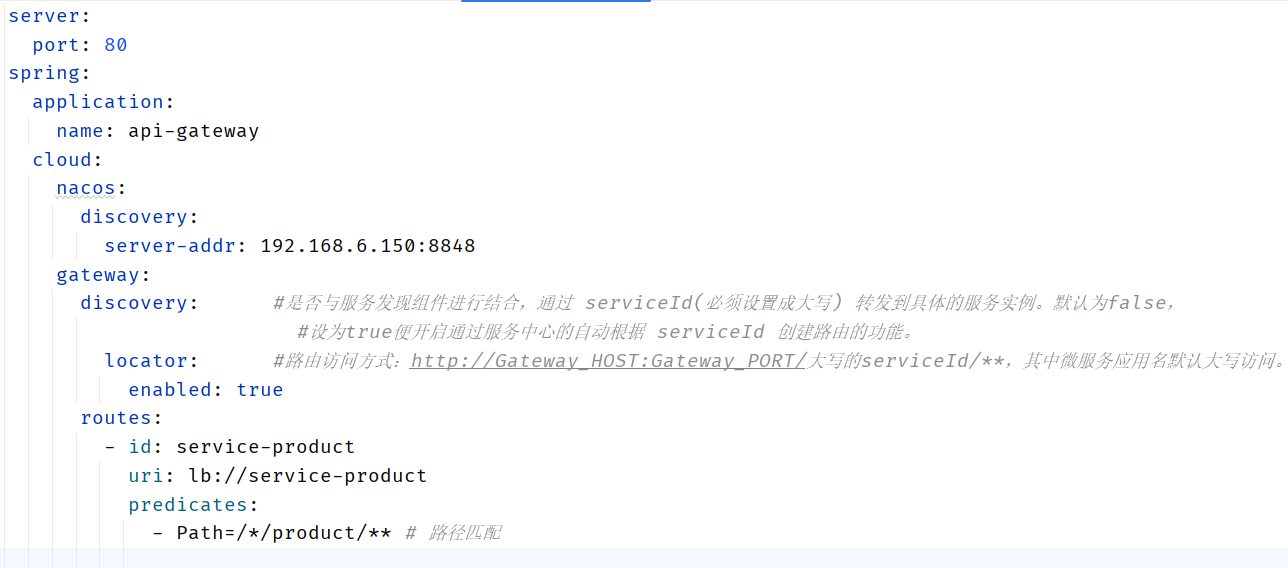 server:
  port: 80
spring:
  application:
    name: api-gateway
  cloud:
    nacos:
      discovery:
        server-addr: 192.168.6.150:8848
    gateway:
      discovery:      #是否与服务发现组件进行结合，通过 serviceId(必须设置成大写) 转发到具体的服务实例。默认为false，
                        #设为true便开启通过服务中心的自动根据 serviceId 创建路由的功能。
        locator:      #路由访问方式：http://Gateway_HOST:Gateway_PORT/大写的serviceId/**，其中微服务应用名默认大写访问。
          enabled: true
      routes:
        - id: service-product
          uri: lb://service-product
          predicates:
            - Path=/*/product/** # 路径匹配